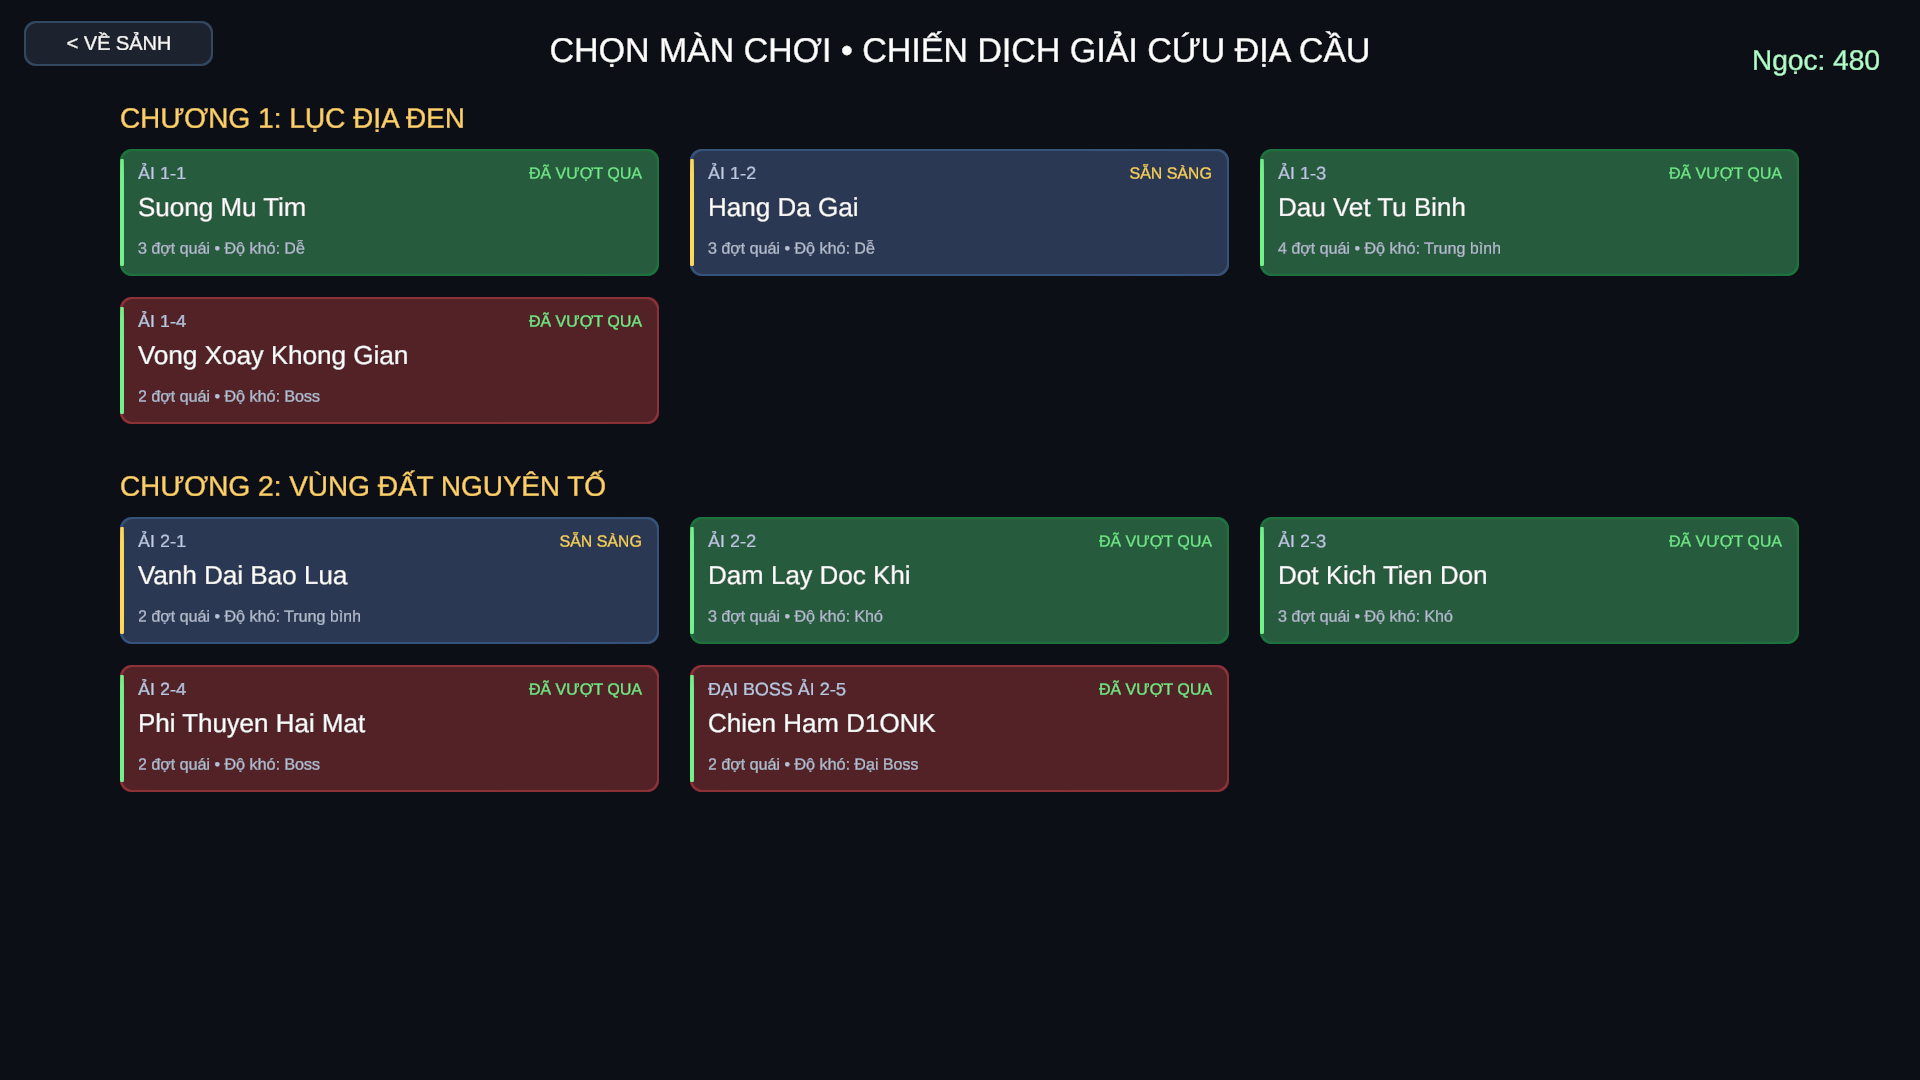 < VỀ SẢNH
CHỌN MÀN CHƠI • CHIẾN DỊCH GIẢI CỨU ĐỊA CẦU
Ngọc: 480
CHƯƠNG 1: LỤC ĐỊA ĐEN
ẢI 1-1
ĐÃ VƯỢT QUA
Suong Mu Tim
3 đợt quái • Độ khó: Dễ
ẢI 1-2
SẴN SÀNG
Hang Da Gai
3 đợt quái • Độ khó: Dễ
ẢI 1-3
ĐÃ VƯỢT QUA
Dau Vet Tu Binh
4 đợt quái • Độ khó: Trung bình
ẢI 1-4
ĐÃ VƯỢT QUA
Vong Xoay Khong Gian
2 đợt quái • Độ khó: Boss
CHƯƠNG 2: VÙNG ĐẤT NGUYÊN TỐ
ẢI 2-1
SẴN SÀNG
Vanh Dai Bao Lua
2 đợt quái • Độ khó: Trung bình
ẢI 2-2
ĐÃ VƯỢT QUA
Dam Lay Doc Khi
3 đợt quái • Độ khó: Khó
ẢI 2-3
ĐÃ VƯỢT QUA
Dot Kich Tien Don
3 đợt quái • Độ khó: Khó
ẢI 2-4
ĐÃ VƯỢT QUA
Phi Thuyen Hai Mat
2 đợt quái • Độ khó: Boss
ĐẠI BOSS ẢI 2-5
ĐÃ VƯỢT QUA
Chien Ham D1ONK
2 đợt quái • Độ khó: Đại Boss